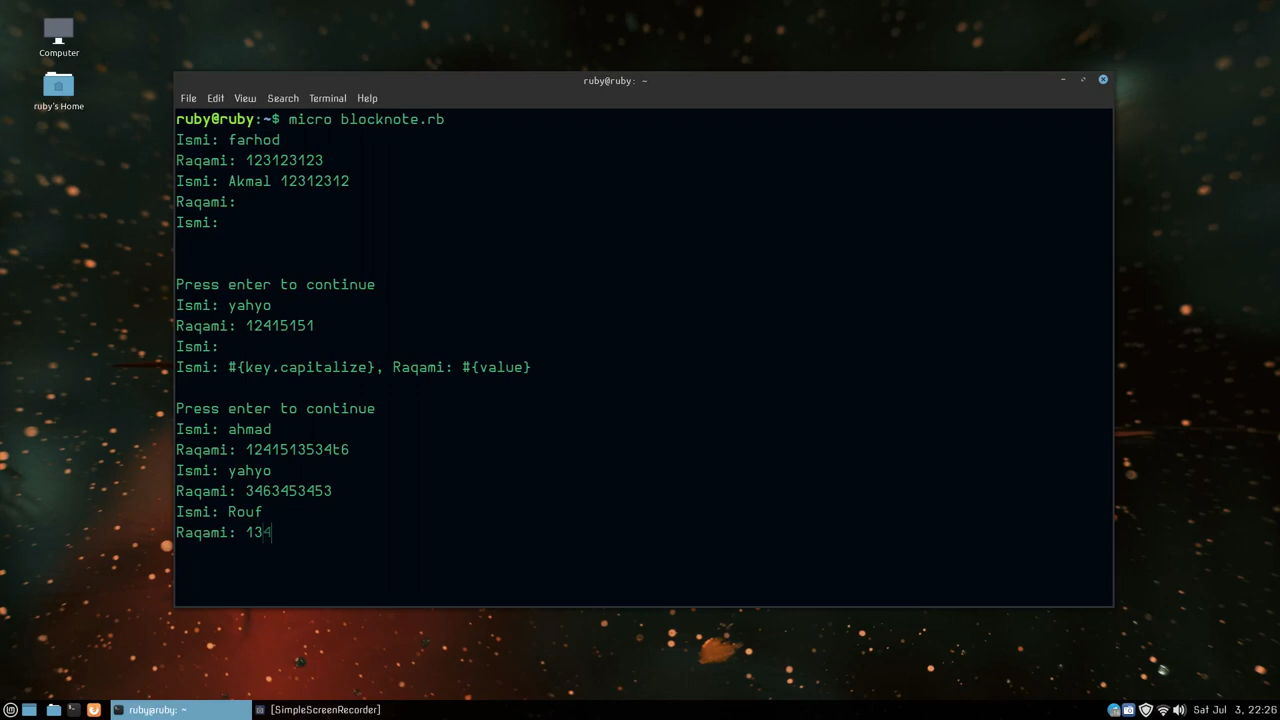 Computer
ruby's Home
ruby@ruby: ~
File Edit View Search Terminal Help
ruby@ruby:~$ micro blocknote.rb
Ismi: farhod
Raqami: 123123123
Ismi: Akmal 12312312
Raqami:
Ismi:
Press enter to continue
Ismi: yahyo
Raqami: 12415151
Ismi:
Ismi: #{key.capitalize}, Raqami: #{value}
Press enter to continue
Ismi: ahmad
Raqami: 1241513534t6
Ismi: yahyo
Raqami: 3463453453
Ismi: Rouf
Raqami: 134
ruby@ruby: ~
[SimpleScreenRecorder]
Sat Jul 3, 22:26